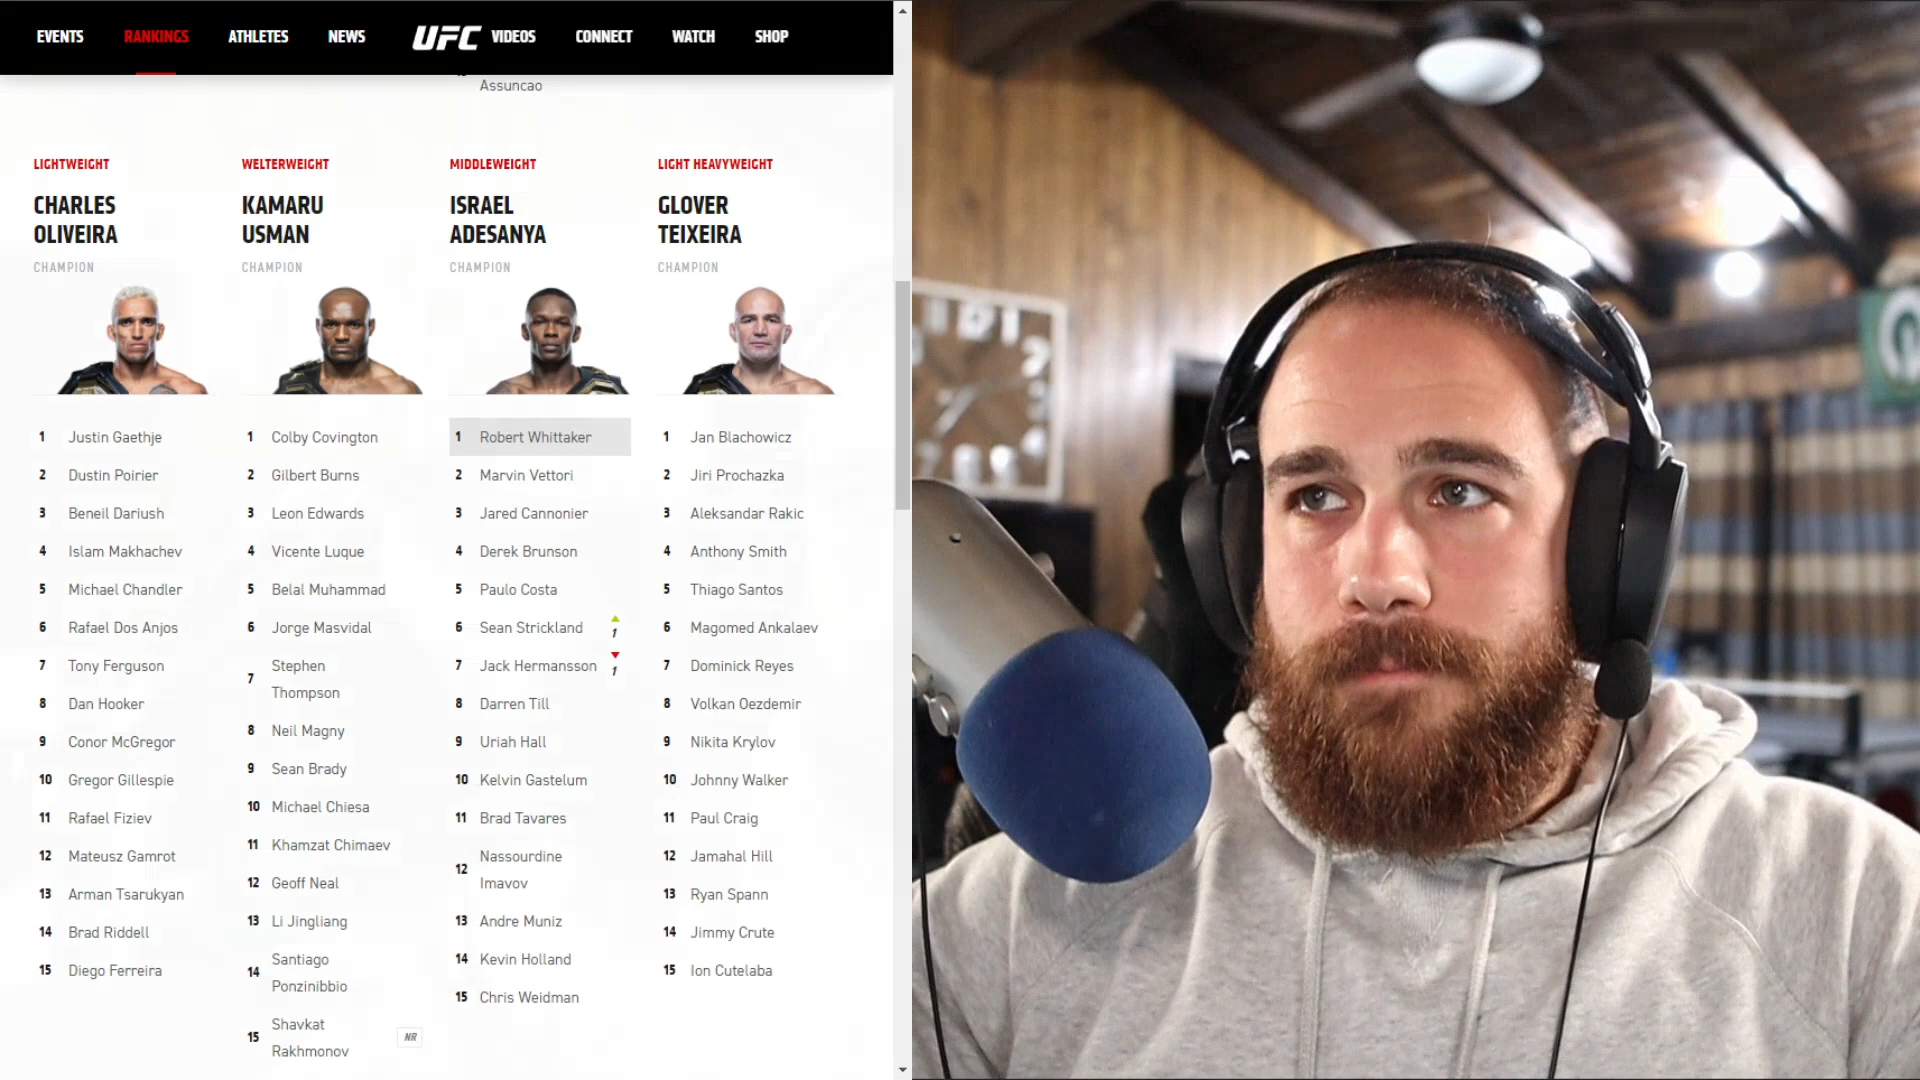 EVENTS RANKINGS ATHLETES NEWS UFC VIDEOS CONNECT WATCH SHOP
Assuncao
LIGHTWEIGHT
CHARLES
OLIVEIRA
CHAMPION
1 Justin Gaethje
2 Dustin Poirier
3 Beneil Dariush
4 Islam Makhachev
5 Michael Chandler
6 Rafael Dos Anjos
7 Tony Ferguson
8 Dan Hooker
9 Conor McGregor
10 Gregor Gillespie
11 Rafael Fiziev
12 Mateusz Gamrot
13 Arman Tsarukyan
14 Brad Riddell
15 Diego Ferreira
WELTERWEIGHT
KAMARU
USMAN
CHAMPION
1 Colby Covington
2 Gilbert Burns
3 Leon Edwards
4 Vicente Luque
5 Belal Muhammad
6 Jorge Masvidal
7 Stephen
Thompson
8 Neil Magny
9 Sean Brady
10 Michael Chiesa
11 Khamzat Chimaev
12 Geoff Neal
13 Li Jingliang
14 Santiago
Ponzinibbio
15 Shavkat
Rakhmonov NR
MIDDLEWEIGHT
ISRAEL
ADESANYA
CHAMPION
1 Robert Whittaker
2 Marvin Vettori
3 Jared Cannonier
4 Derek Brunson
5 Paulo Costa
6 Sean Strickland 1
7 Jack Hermansson 1
8 Darren Till
9 Uriah Hall
10 Kelvin Gastelum
11 Brad Tavares
12 Nassourdine
Imavov
13 Andre Muniz
14 Kevin Holland
15 Chris Weidman
LIGHT HEAVYWEIGHT
GLOVER
TEIXEIRA
CHAMPION
1 Jan Blachowicz
2 Jiri Prochazka
3 Aleksandar Rakic
4 Anthony Smith
5 Thiago Santos
6 Magomed Ankalaev
7 Dominick Reyes
8 Volkan Oezdemir
9 Nikita Krylov
10 Johnny Walker
11 Paul Craig
12 Jamahal Hill
13 Ryan Spann
14 Jimmy Crute
15 Ion Cutelaba